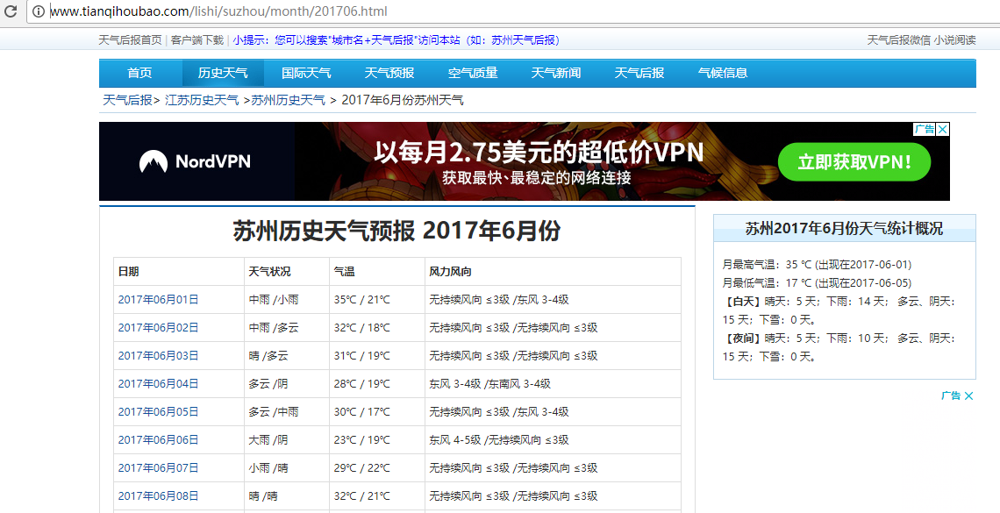 www.tianqihoubao.com/lishi/suzhou/month/201706.html
天气后报首页 | 客户端下载 | 小提示：您可以搜索"城市名+天气后报"访问本站（如：苏州天气后报） 天气后报微信 小说阅读
首页 历史天气 国际天气 天气预报 空气质量 天气新闻 天气后报 气候信息
天气后报> 江苏历史天气 >苏州历史天气 > 2017年6月份苏州天气
广告
NordVPN
以每月2.75美元的超低价VPN
获取最快、最稳定的网络连接
立即获取VPN！
苏州历史天气预报 2017年6月份
日期 天气状况 气温 风力风向
2017年06月01日 中雨 /小雨 35℃ / 21℃ 无持续风向 ≤3级 /东风 3-4级
2017年06月02日 中雨 /多云 32℃ / 18℃ 无持续风向 ≤3级 /无持续风向 ≤3级
2017年06月03日 晴 /多云 31℃ / 19℃ 无持续风向 ≤3级 /无持续风向 ≤3级
2017年06月04日 多云 /阴 28℃ / 19℃ 东风 3-4级 /东南风 3-4级
2017年06月05日 多云 /中雨 30℃ / 17℃ 无持续风向 ≤3级 /东风 3-4级
2017年06月06日 大雨 /阴 23℃ / 19℃ 东风 4-5级 /无持续风向 ≤3级
2017年06月07日 小雨 /晴 29℃ / 22℃ 无持续风向 ≤3级 /无持续风向 ≤3级
2017年06月08日 晴 /晴 32℃ / 21℃ 无持续风向 ≤3级 /无持续风向 ≤3级
苏州2017年6月份天气统计概况
月最高气温：35 ℃ (出现在2017-06-01)
月最低气温：17 ℃ (出现在2017-06-05)
【白天】晴天：5 天；下雨：14 天； 多云、阴天：
15 天；下雪：0 天。
【夜间】晴天：5 天；下雨：10 天； 多云、阴天：
15 天；下雪：0 天。
广告